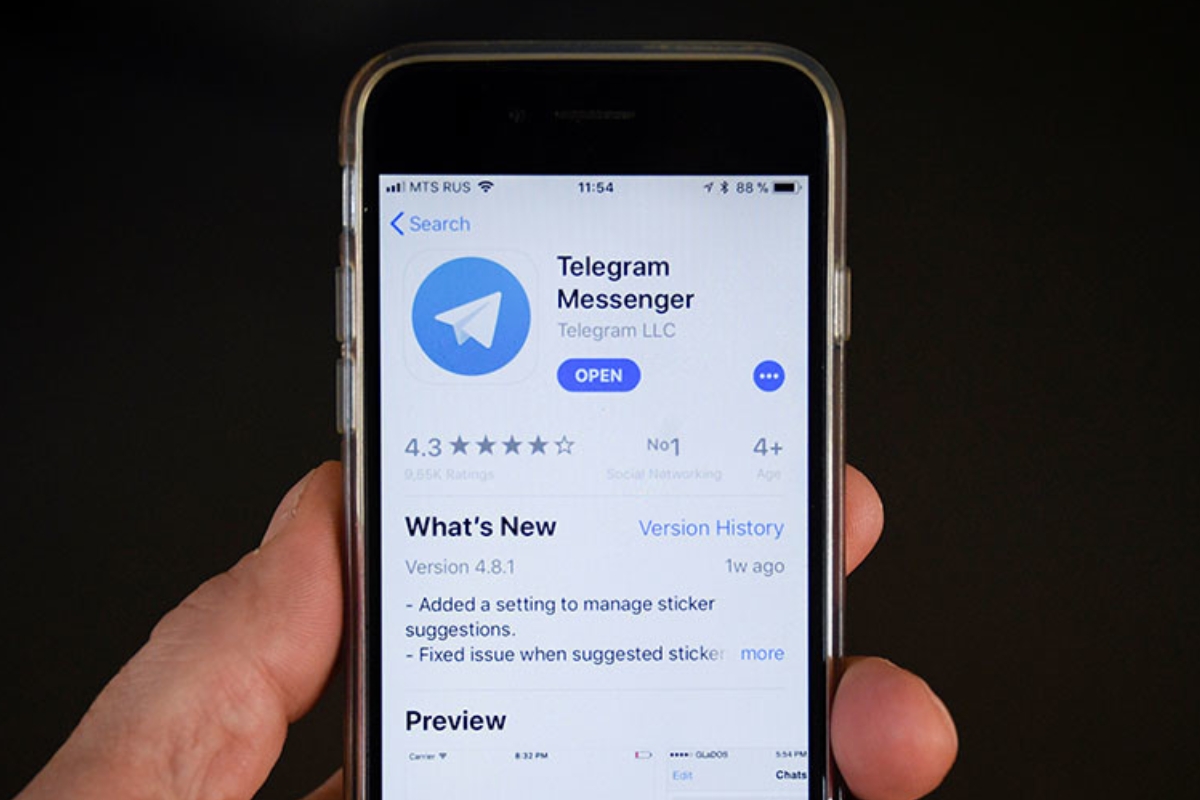 MTS RUS 11:54 88 %
Search
Telegram
Messenger
Telegram LLC
OPEN
4.3 No1 4+
9,65K Ratings Social Networking Age
What's New Version History
Version 4.8.1 1w ago
- Added a setting to manage sticker
suggestions.
- Fixed issue when suggested sticker more
Preview
Carrier 8:32 PM GLaDOS 5:54 PM
Edit Chats